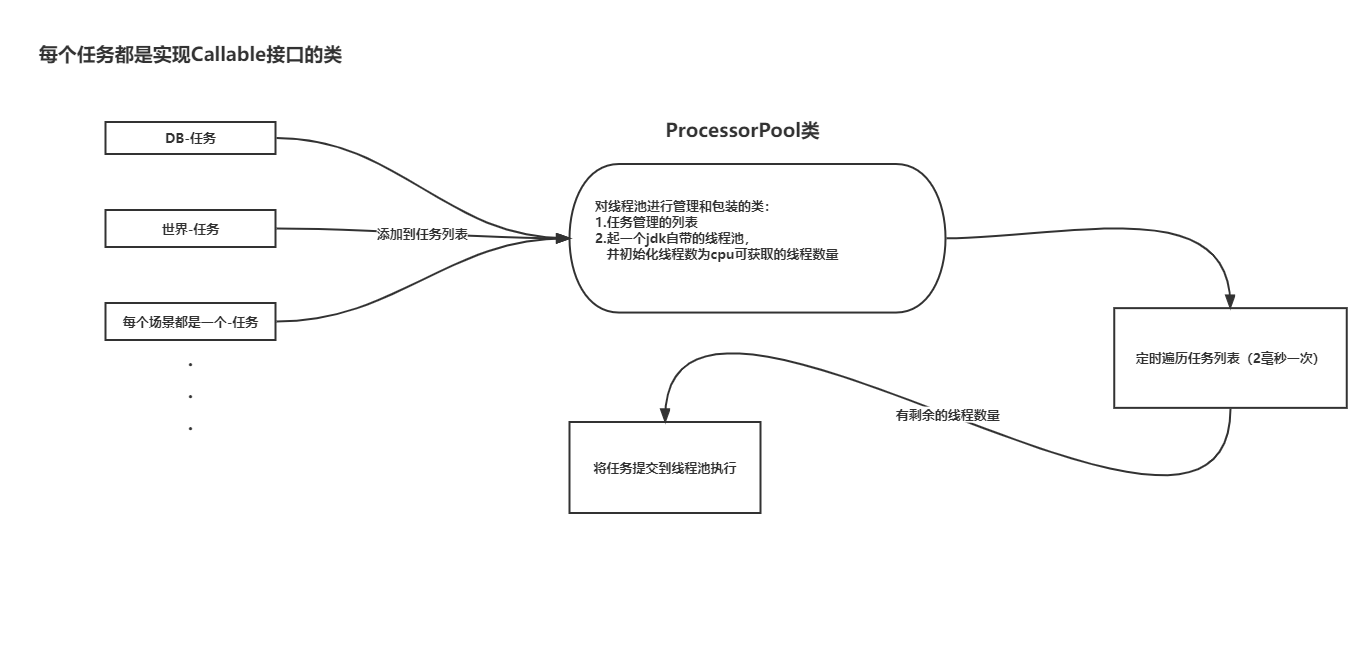 每个任务都是实现Callable接口的类
DB-任务
世界-任务
每个场景都是一个-任务
添加到任务列表
ProcessorPool类
对线程池进行管理和包装的类：
1.任务管理的列表
2.起一个jdk自带的线程池，
并初始化线程数为cpu可获取的线程数量
定时遍历任务列表（2毫秒一次）
有剩余的线程数量
将任务提交到线程池执行